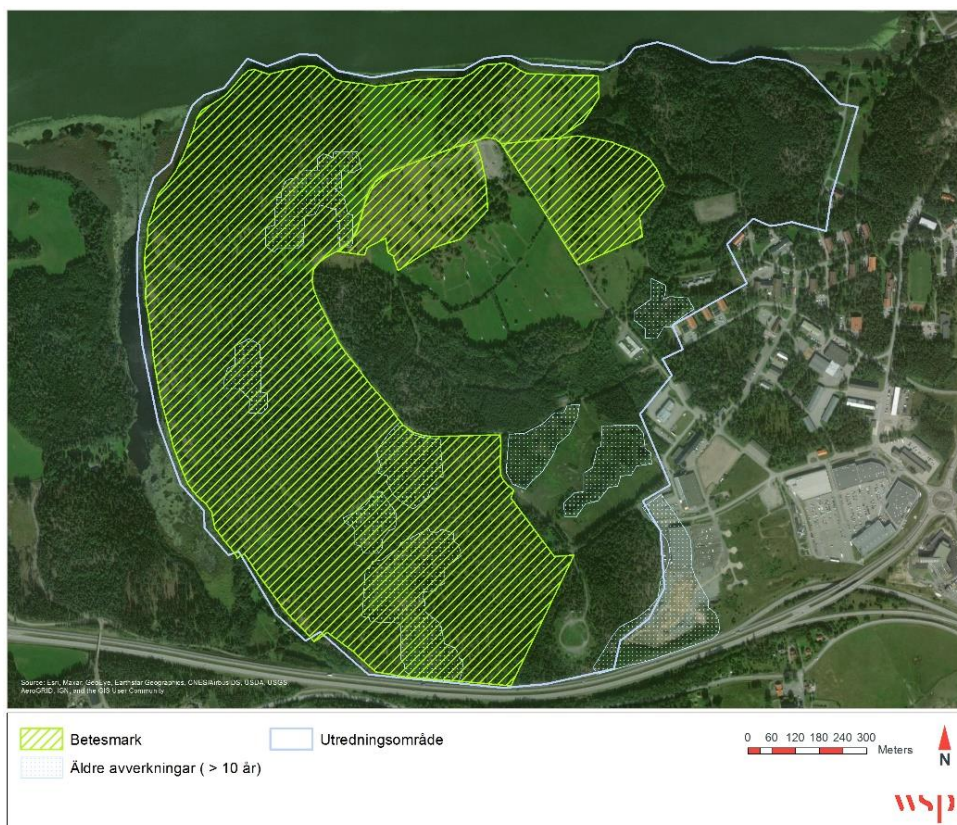 Source: Esri, Maxar, GeoEye, Earthstar Geographics, CNES/Airbus DS, USDA, USGS
AeroGRID, IGN, and the GIS User Community
Betesmark
Utredningsområde
Äldre avverkningar ( > 10 år)
0 60 120 180 240 300
Meters
N
wsp